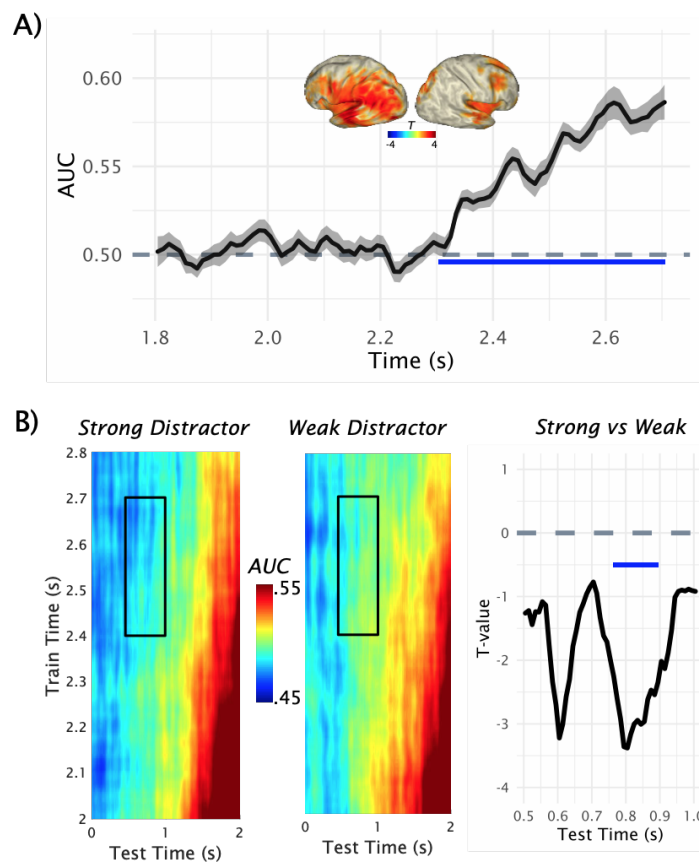 A)
AUC
0.60
0.55
0.50
T
-4 4
1.8 2.0 2.2 2.4 2.6
Time (s)
B)
Strong Distractor Weak Distractor Strong vs Weak
Train Time (s)
2.8
2.7
2.6
2.5
2.4
2.3
2.2
2.1
2
0 1 2
Test Time (s)
AUC
.55
.45
0 1 2
Test Time (s)
T-value
1
0
-1
-2
-3
-4
0.5 0.6 0.7 0.8 0.9 1.0
Test Time (s)